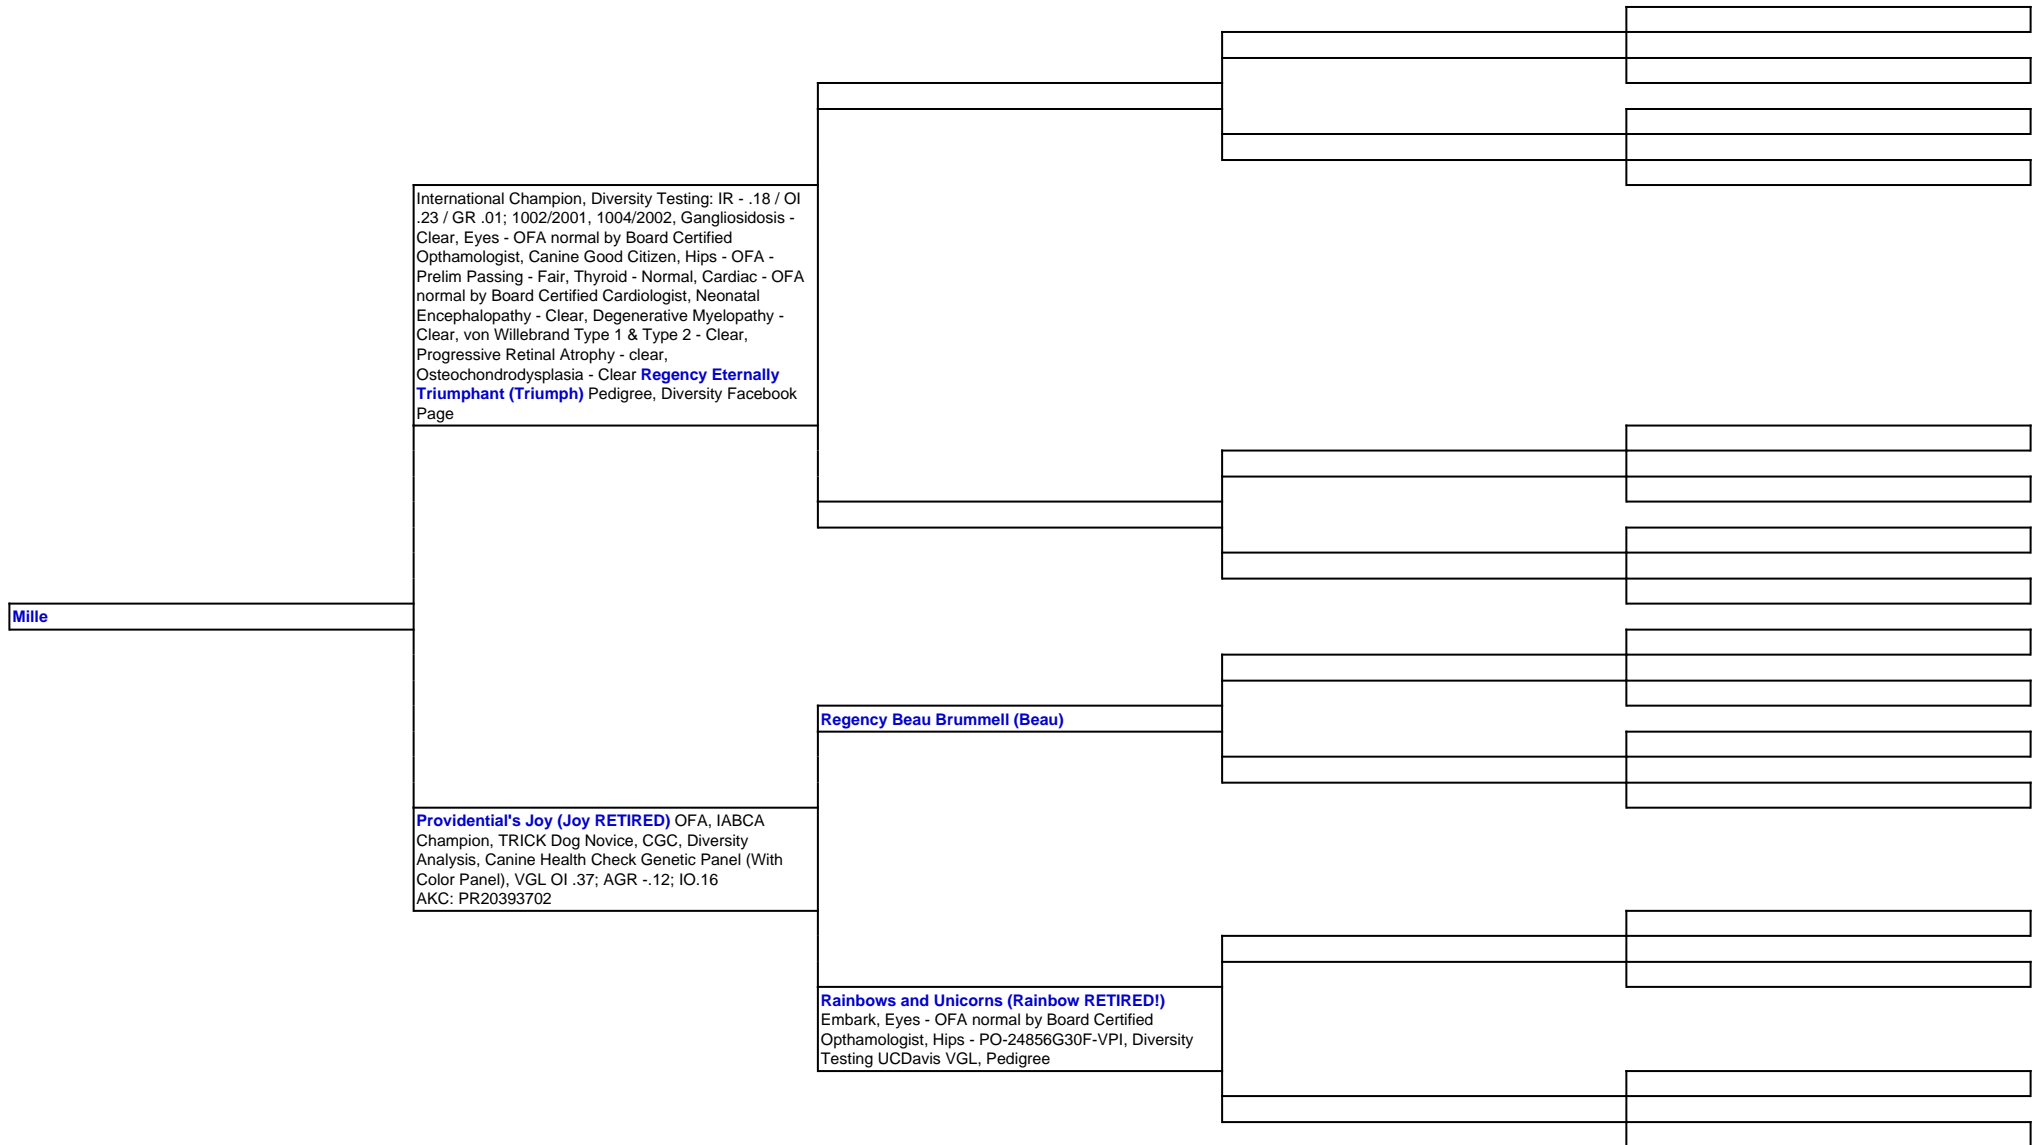 International Champion, Diversity Testing: IR - .18 / OI
.23 / GR .01; 1002/2001, 1004/2002, Gangliosidosis -
Clear, Eyes - OFA normal by Board Certified
Opthamologist, Canine Good Citizen, Hips - OFA -
Prelim Passing - Fair, Thyroid - Normal, Cardiac - OFA
normal by Board Certified Cardiologist, Neonatal
Encephalopathy - Clear, Degenerative Myelopathy -
Clear, von Willebrand Type 1 & Type 2 - Clear,
Progressive Retinal Atrophy - clear,
Osteochondrodysplasia - Clear Regency Eternally
Triumphant (Triumph) Pedigree, Diversity Facebook
Page
Mille
Regency Beau Brummell (Beau)
Providential's Joy (Joy RETIRED) OFA, IABCA
Champion, TRICK Dog Novice, CGC, Diversity
Analysis, Canine Health Check Genetic Panel (With
Color Panel), VGL OI .37; AGR -.12; IO.16
AKC: PR20393702
Rainbows and Unicorns (Rainbow RETIRED!)
Embark, Eyes - OFA normal by Board Certified
Opthamologist, Hips - PO-24856G30F-VPI, Diversity
Testing UCDavis VGL, Pedigree